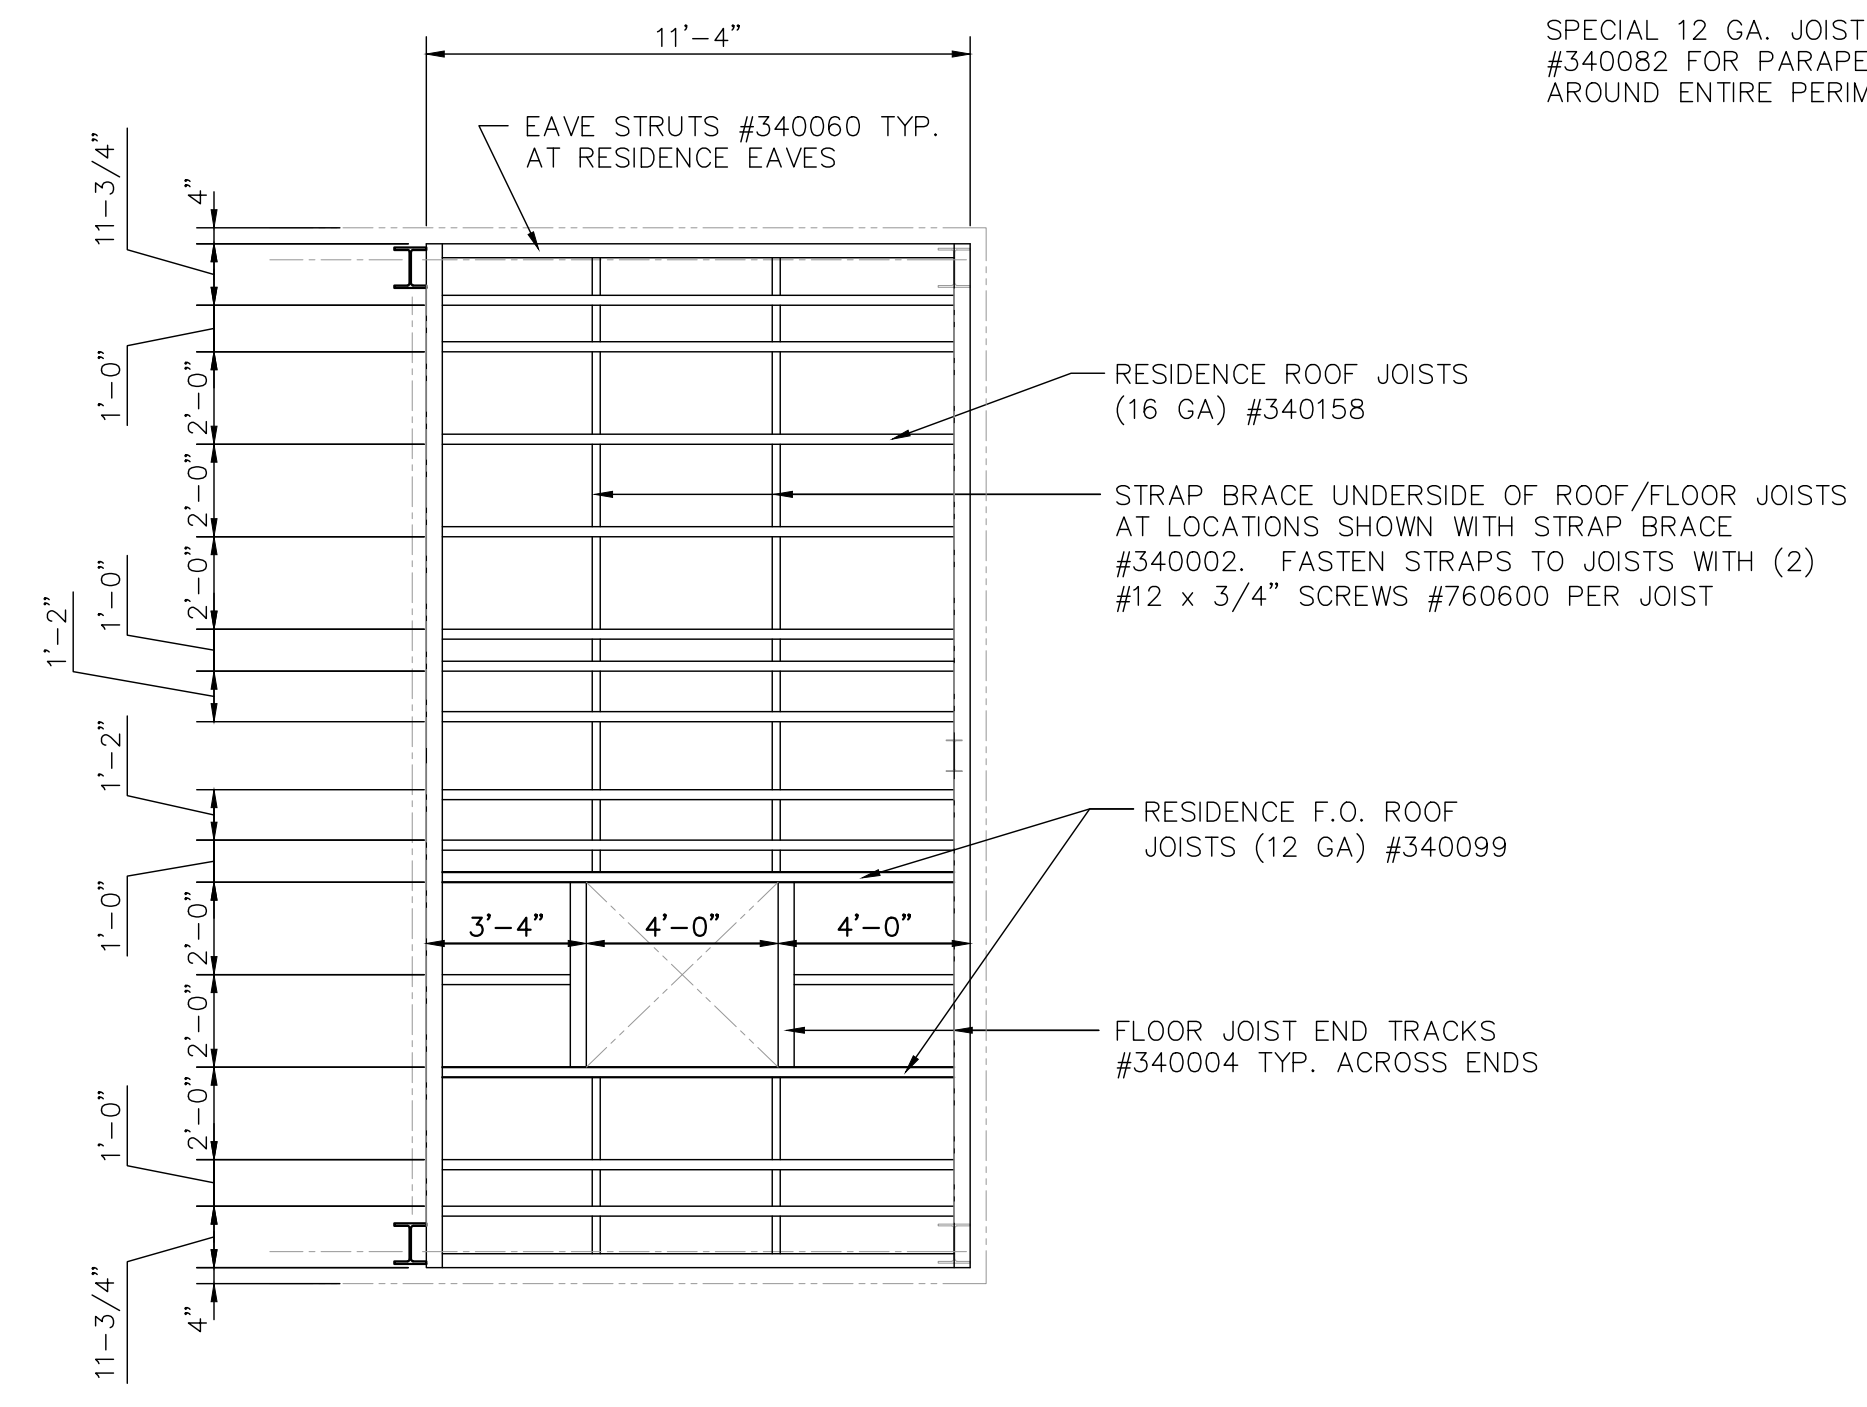 11'-4"
SPECIAL 12 GA. JOIST
#340082 FOR PARAPE
AROUND ENTIRE PERIM
EAVE STRUTS #340060 TYP.
AT RESIDENCE EAVES
11-3/4"
4"
1'-0"
2'-0"
RESIDENCE ROOF JOISTS
(16 GA) #340158
2'-0"
STRAP BRACE UNDERSIDE OF ROOF/FLOOR JOISTS
AT LOCATIONS SHOWN WITH STRAP BRACE
#340002. FASTEN STRAPS TO JOISTS WITH (2)
#12 x 3/4" SCREWS #760600 PER JOIST
2'-0"
1'-0"
1'-2"
1'-2"
RESIDENCE F.O. ROOF
JOISTS (12 GA) #340099
1'-0"
2'-0"
3'-4"
4'-0"
4'-0"
2'-0"
FLOOR JOIST END TRACKS
#340004 TYP. ACROSS ENDS
2'-0"
1'-0"
11-3/4"
4"